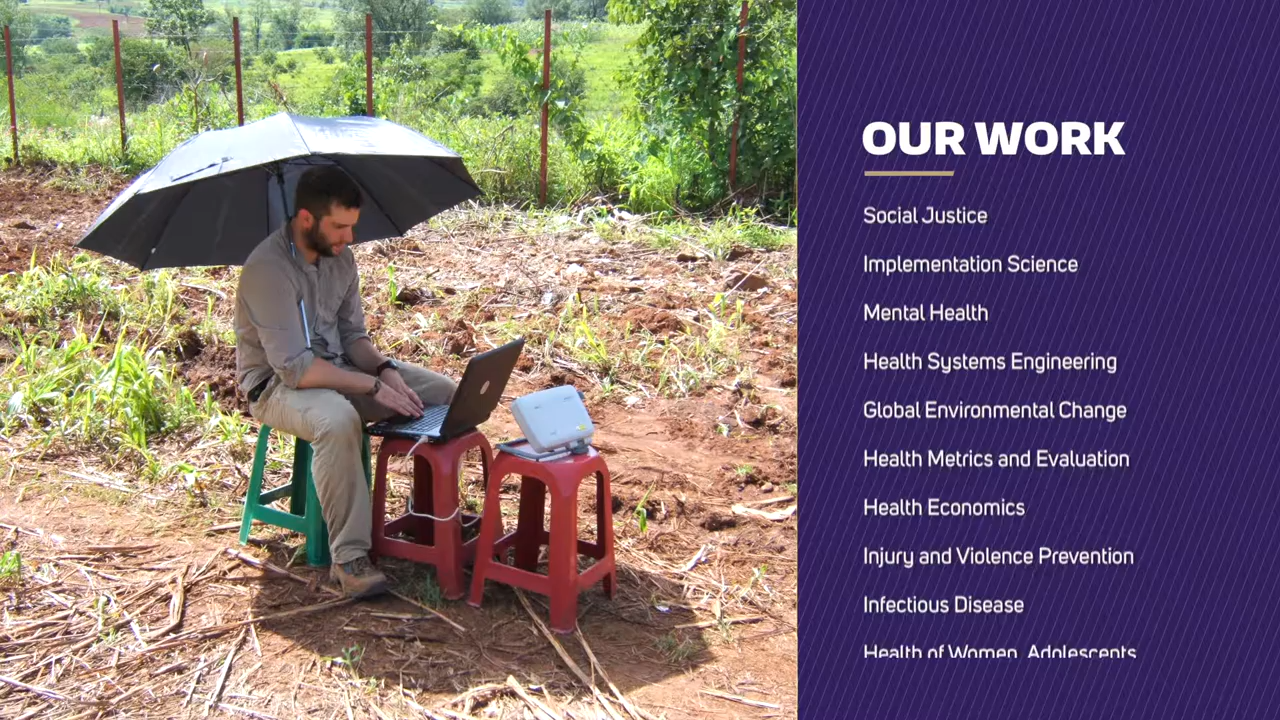 OUR WORK
Social Justice
Implementation Science
Mental Health
Health Systems Engineering
Global Environmental Change
Health Metrics and Evaluation
Health Economics
Injury and Violence Prevention
Infectious Disease
Health of Women, Adolescents